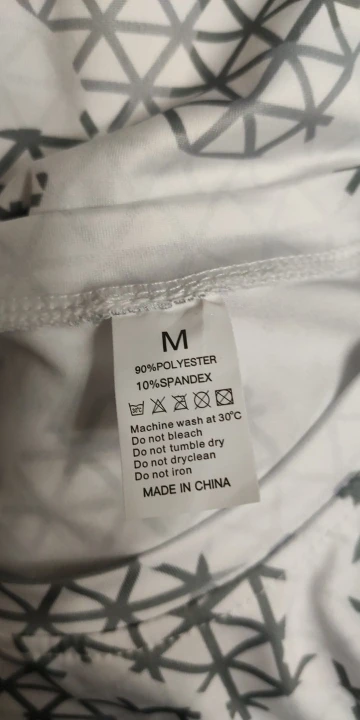 M
90%POLYESTER
10%SPANDEX
Machine wash at 30°C
Do not bleach
Do not tumble dry
Do not dryclean
Do not iron
MADE IN CHINA